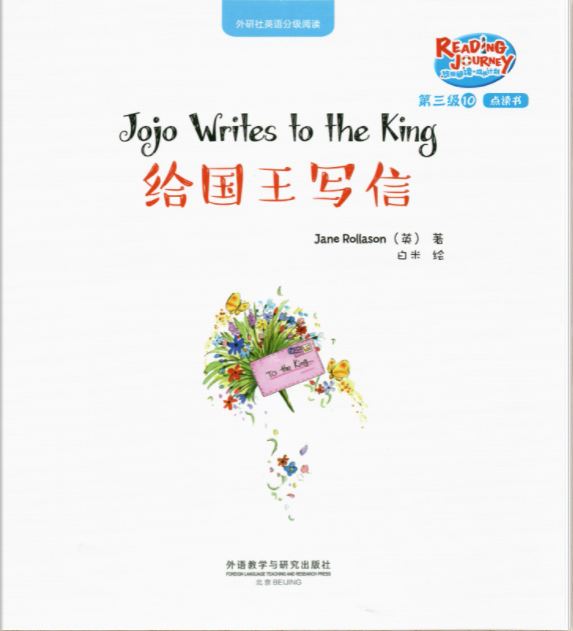 外研社英语分级阅读
READING
JOURNEY
第三级10 点读书
Jojo Writes to the King
给国王写信
Jane Rollason（英） 著
白米 绘
To the King
外语教学与研究出版社
FOREIGN LANGUAGE TEACHING AND RESEARCH PRESS
北京 BEIJING